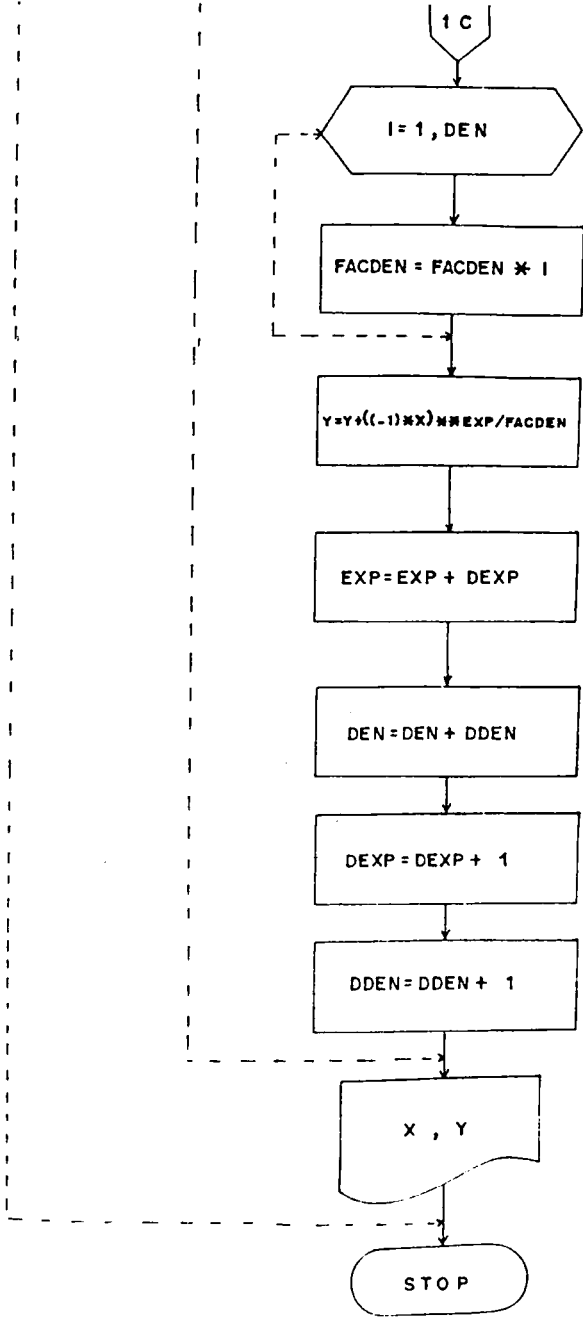 1 C
I = 1, DEN
FACDEN = FACDEN * I
Y=Y+((-1)*X)**EXP/FACDEN
EXP=EXP + DEXP
DEN = DEN + DDEN
DEXP = DEXP + 1
DDEN = DDEN + 1
X , Y
STOP